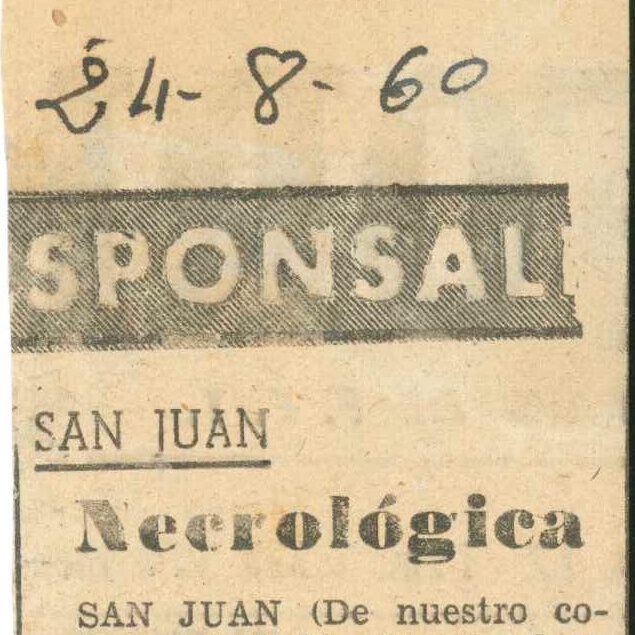 24-8-60
SPONSAL
SAN JUAN
Necrológica
SAN JUAN (De nuestro co-